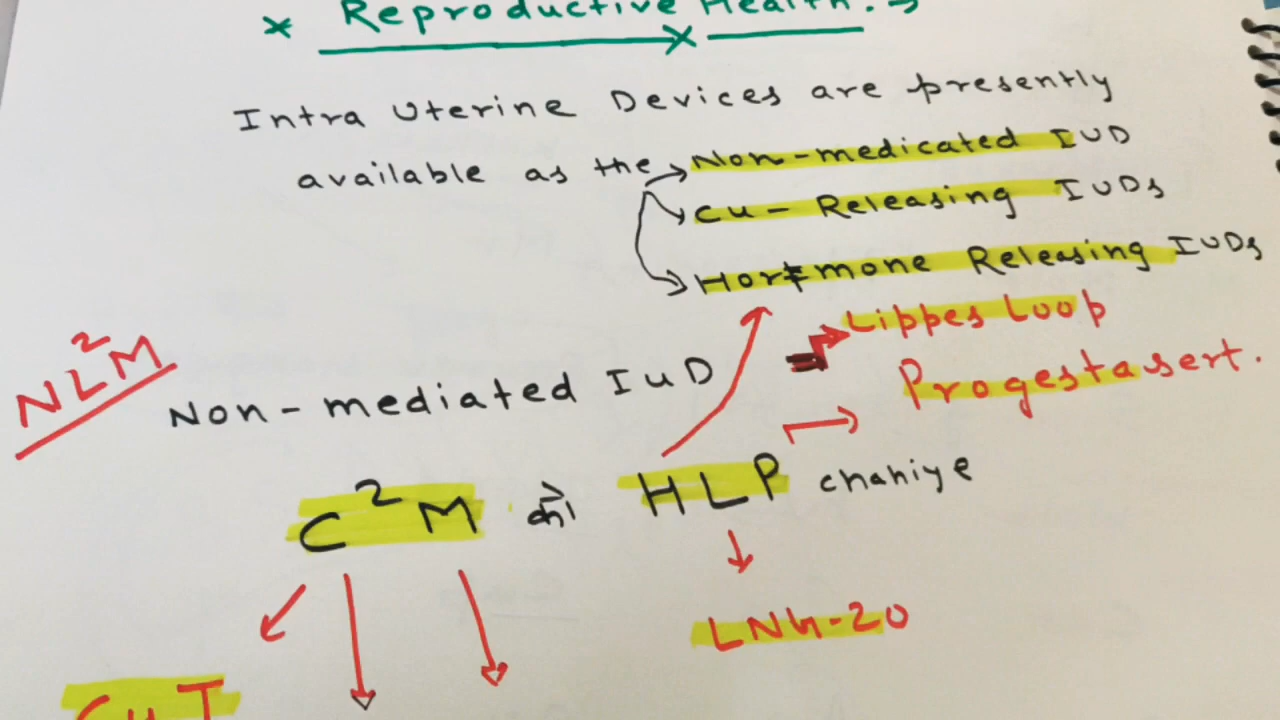 * Reproductive Health. →
Intra Uterine Devices are presently
available as the → Non-medicated IUD
Cu - Releasing IUDs
Hormone Releasing IUDs
Lippes Loop
NL²M
Non-mediated IUD
Progestasert.
C²M को HLP chahiye
LNG-20
CuT